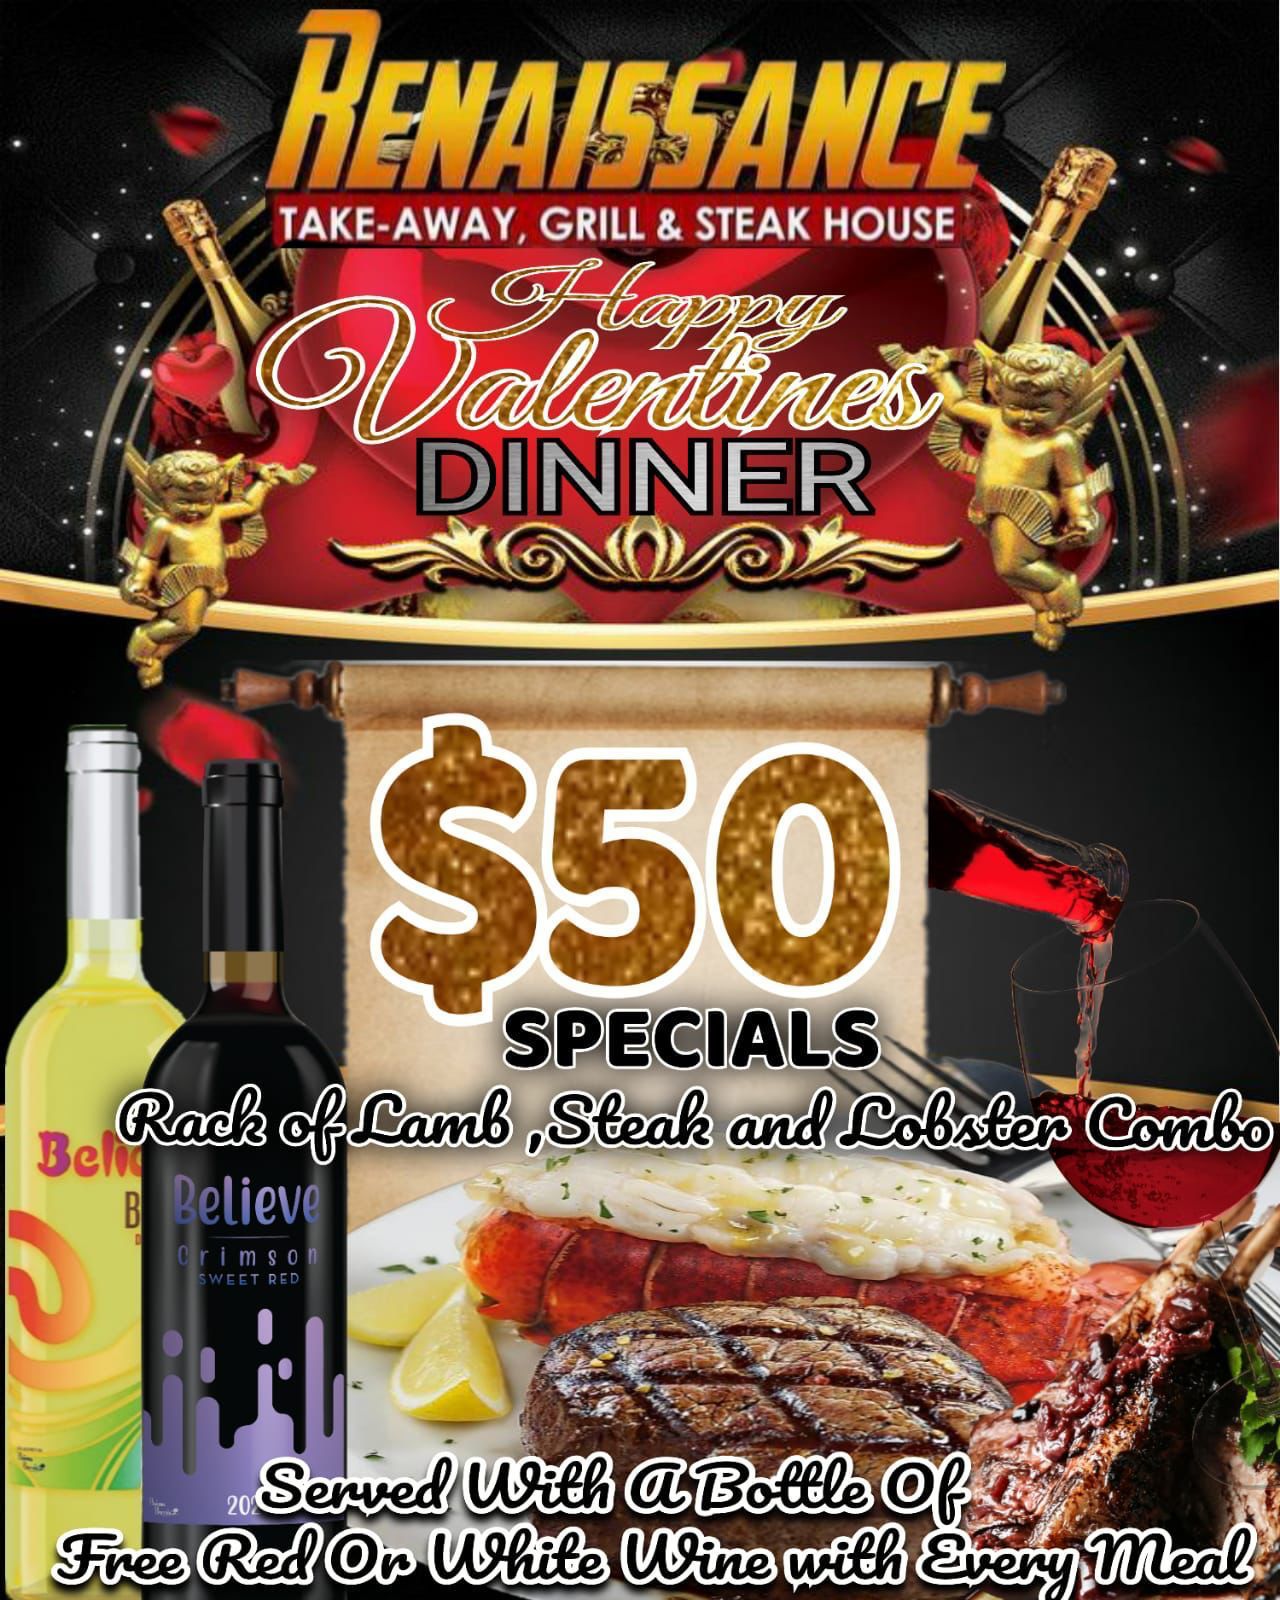 RENAISSANCE
TAKE-AWAY, GRILL & STEAK HOUSE
Happy
Valentines
DINNER
$50
SPECIALS
Rack of Lamb ,Steak and Lobster Combo
Believe
Crimson
SWEET RED
Served With A Bottle Of
Free Red Or White Wine with Every Meal